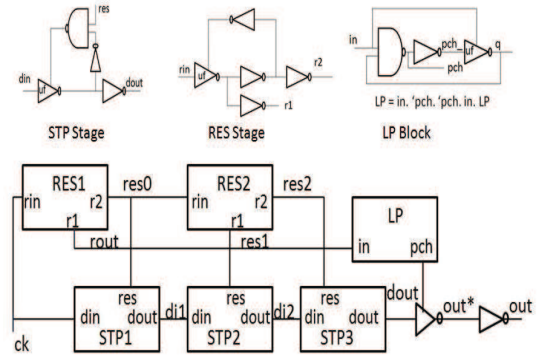 res
din
uf
dout
STP Stage
rin
uf
r2
r1
RES Stage
in
pch_
uf
q
pch
LP = in. ‘pch. ‘pch. in. LP
LP Block
RES1
rin
r2
r1
res0
RES2
rin
r2
r1
res2
LP
in
pch
rout
res1
res
din
dout
STP1
di1
res
din
dout
STP2
di2
res
din
dout
STP3
dout
out*
out
ck